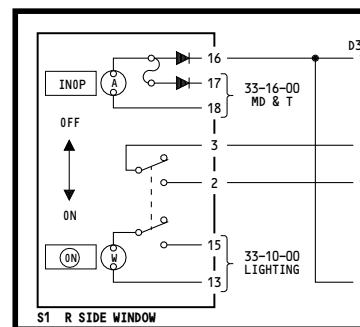 D3
16
INOP
A
17
33-16-00
MD & T
18
OFF
3
2
ON
15
33-10-00
LIGHTING
ON
W
13
S1 R SIDE WINDOW